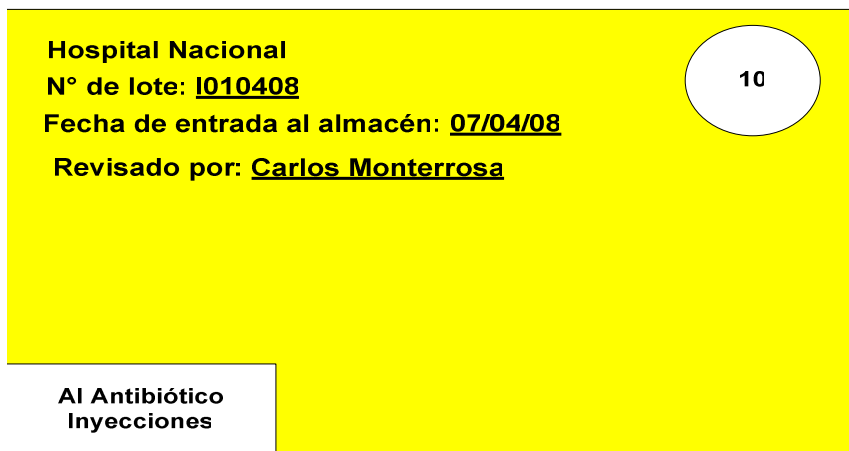 Hospital Nacional
10
N° de lote: I010408
Fecha de entrada al almacén: 07/04/08
Revisado por: Carlos Monterrosa
AI Antibiótico
Inyecciones